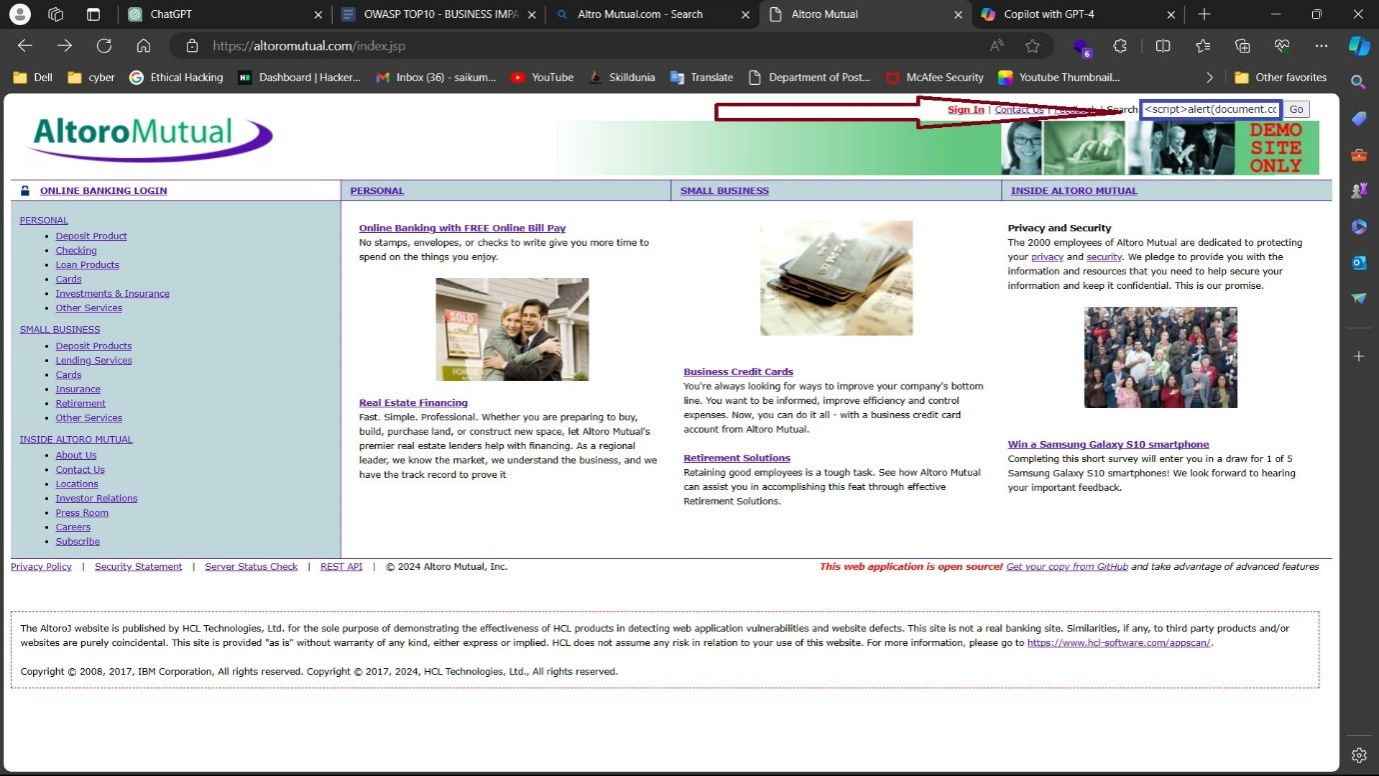 ChatGPT
OWASP TOP10 - BUSINESS IMPA
Altro Mutual.com - Search
Altoro Mutual
Copilot with GPT-4
https://altoromutual.com/index.jsp
6
Dell
cyber
Ethical Hacking
Dashboard | Hacker...
Inbox (36) - saikum...
YouTube
Skilldunia
Translate
Department of Post...
McAfee Security
Youtube Thumbnail...
Other favorites
Sign In | Contact Us | Feedback | Search <script>alert(document.cc Go
AltoroMutual
DEMO
SITE
ONLY
ONLINE BANKING LOGIN
PERSONAL
SMALL BUSINESS
INSIDE ALTORO MUTUAL
PERSONAL
Deposit Product
Checking
Loan Products
Cards
Investments & Insurance
Other Services
SMALL BUSINESS
Deposit Products
Lending Services
Cards
Insurance
Retirement
Other Services
INSIDE ALTORO MUTUAL
About Us
Contact Us
Locations
Investor Relations
Press Room
Careers
Subscribe
Online Banking with FREE Online Bill Pay
No stamps, envelopes, or checks to write give you more time to
spend on the things you enjoy.
SOLD
Real Estate Financing
Fast. Simple. Professional. Whether you are preparing to buy,
build, purchase land, or construct new space, let Altoro Mutual's
premier real estate lenders help with financing. As a regional
leader, we know the market, we understand the business, and we
have the track record to prove it
Business Credit Cards
You're always looking for ways to improve your company's bottom
line. You want to be informed, improve efficiency and control
expenses. Now, you can do it all - with a business credit card
account from Altoro Mutual.
Retirement Solutions
Retaining good employees is a tough task. See how Altoro Mutual
can assist you in accomplishing this feat through effective
Retirement Solutions.
Privacy and Security
The 2000 employees of Altoro Mutual are dedicated to protecting
your privacy and security. We pledge to provide you with the
information and resources that you need to help secure your
information and keep it confidential. This is our promise.
Win a Samsung Galaxy S10 smartphone
Completing this short survey will enter you in a draw for 1 of 5
Samsung Galaxy S10 smartphones! We look forward to hearing
your important feedback.
Privacy Policy | Security Statement | Server Status Check | REST API | © 2024 Altoro Mutual, Inc.
This web application is open source! Get your copy from GitHub and take advantage of advanced features
The AltoroJ website is published by HCL Technologies, Ltd. for the sole purpose of demonstrating the effectiveness of HCL products in detecting web application vulnerabilities and website defects. This site is not a real banking site. Similarities, if any, to third party products and/or
websites are purely coincidental. This site is provided "as is" without warranty of any kind, either express or implied. HCL does not assume any risk in relation to your use of this website. For more information, please go to https://www.hcl-software.com/appscan/.
Copyright © 2008, 2017, IBM Corporation, All rights reserved. Copyright © 2017, 2024, HCL Technologies, Ltd., All rights reserved.